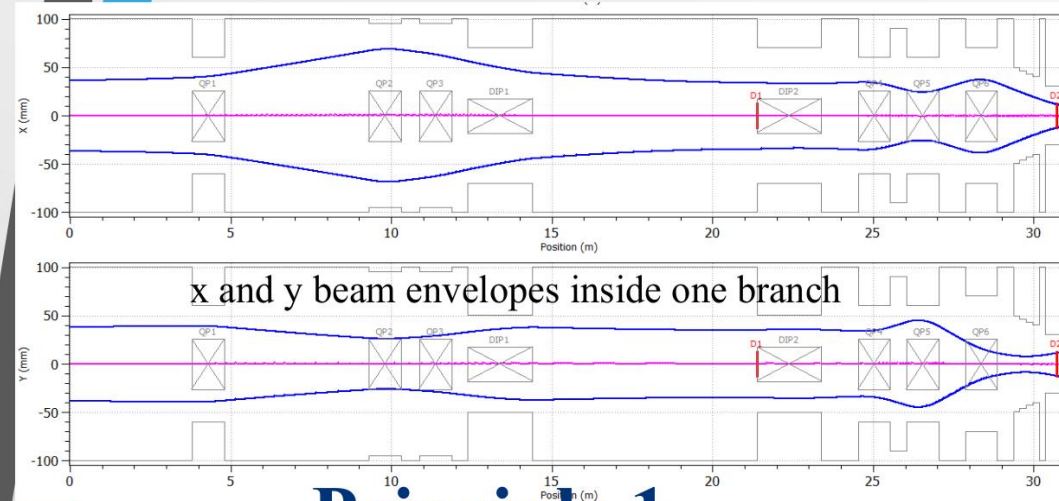 100
50
0
-50
-100
X (mm)
QP1
QP2
QP3
DIP1
D1
DIP2
QP4
QP5
QP6
D2
0 5 10 15 20 25 30
Position (m)
x and y beam envelopes inside one branch
100
50
0
-50
-100
Y (mm)
QP1
QP2
QP3
DIP1
D1
DIP2
QP4
QP5
QP6
D2
0 5 10 15 20 25 30
Position (m)